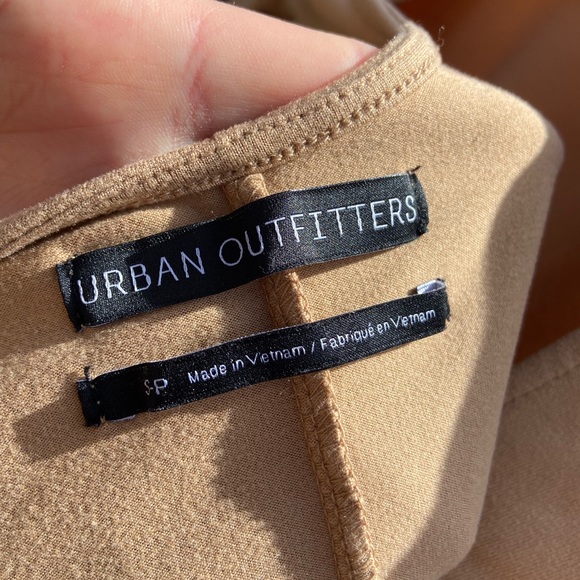 URBAN OUTFITTERS
S-P Made in Vietnam / Fabriqué en Vietnam